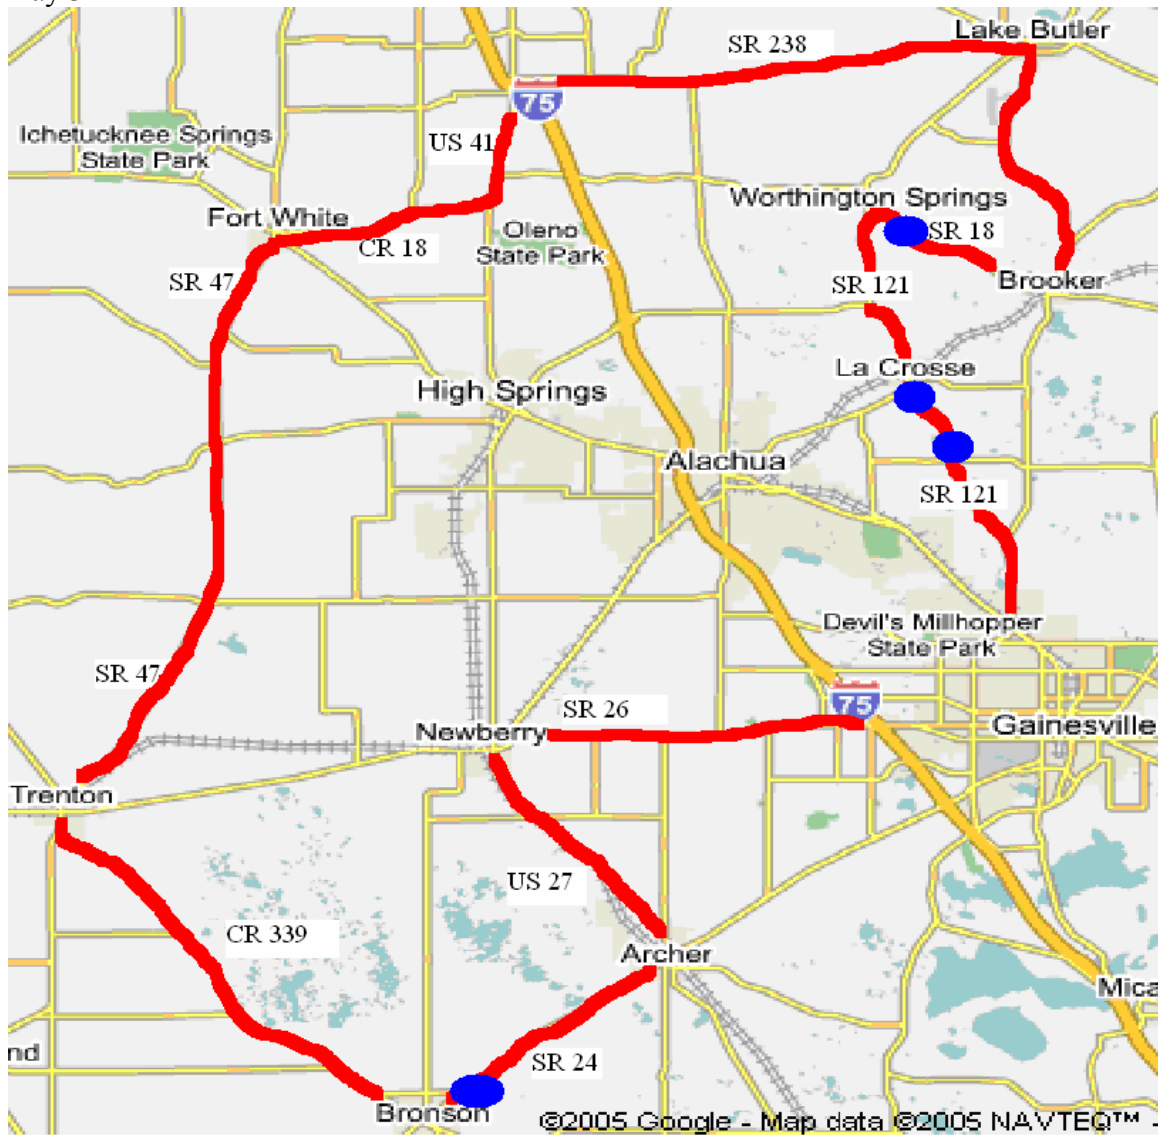 Lake Butler
SR 238
75
US 41
Ichetucknee Springs
State Park
Worthington Springs
Fort White
SR 18
Oleno
State Park
CR 18
SR 47
SR 121
Brooker
La Crosse
High Springs
Alachua
SR 121
Devil's Millhopper
State Park
SR 47
75
SR 26
Newberry
Gainesville
Trenton
US 27
CR 339
Archer
Mica
nd
SR 24
Bronson
©2005 Google - Map data ©2005 NAVTEQ™ -